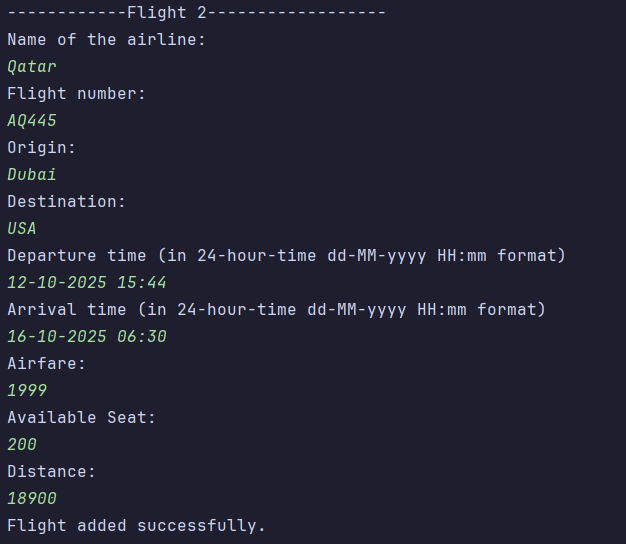 ------------Flight 2------------------
Name of the airline:
Qatar
Flight number:
AQ445
Origin:
Dubai
Destination:
USA
Departure time (in 24-hour-time dd-MM-yyyy HH:mm format)
12-10-2025 15:44
Arrival time (in 24-hour-time dd-MM-yyyy HH:mm format)
16-10-2025 06:30
Airfare:
1999
Available Seat:
200
Distance:
18900
Flight added successfully.